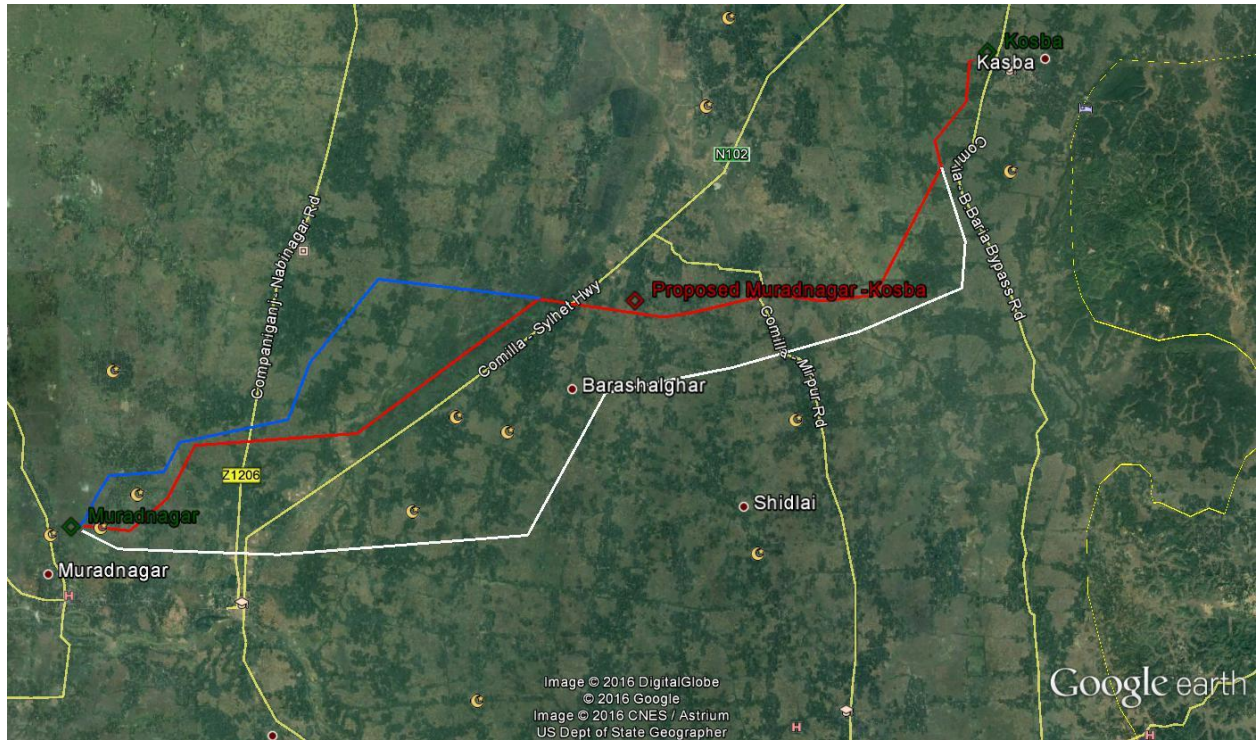 Kosba
Kasba
N102
Comilla - B.Baria Bypass Rd
Companiganj - Nabinagar Rd
Proposed Muradnagar -Kosba
Comilla - Sylhet Hwy
Comilla - Mirpur Rd
Barashalghar
Z1206
Shidlai
Muradnagar
Muradnagar
H
H
H
Image © 2016 DigitalGlobe
© 2016 Google
Image © 2016 CNES / Astrium
US Dept of State Geographer
Google earth